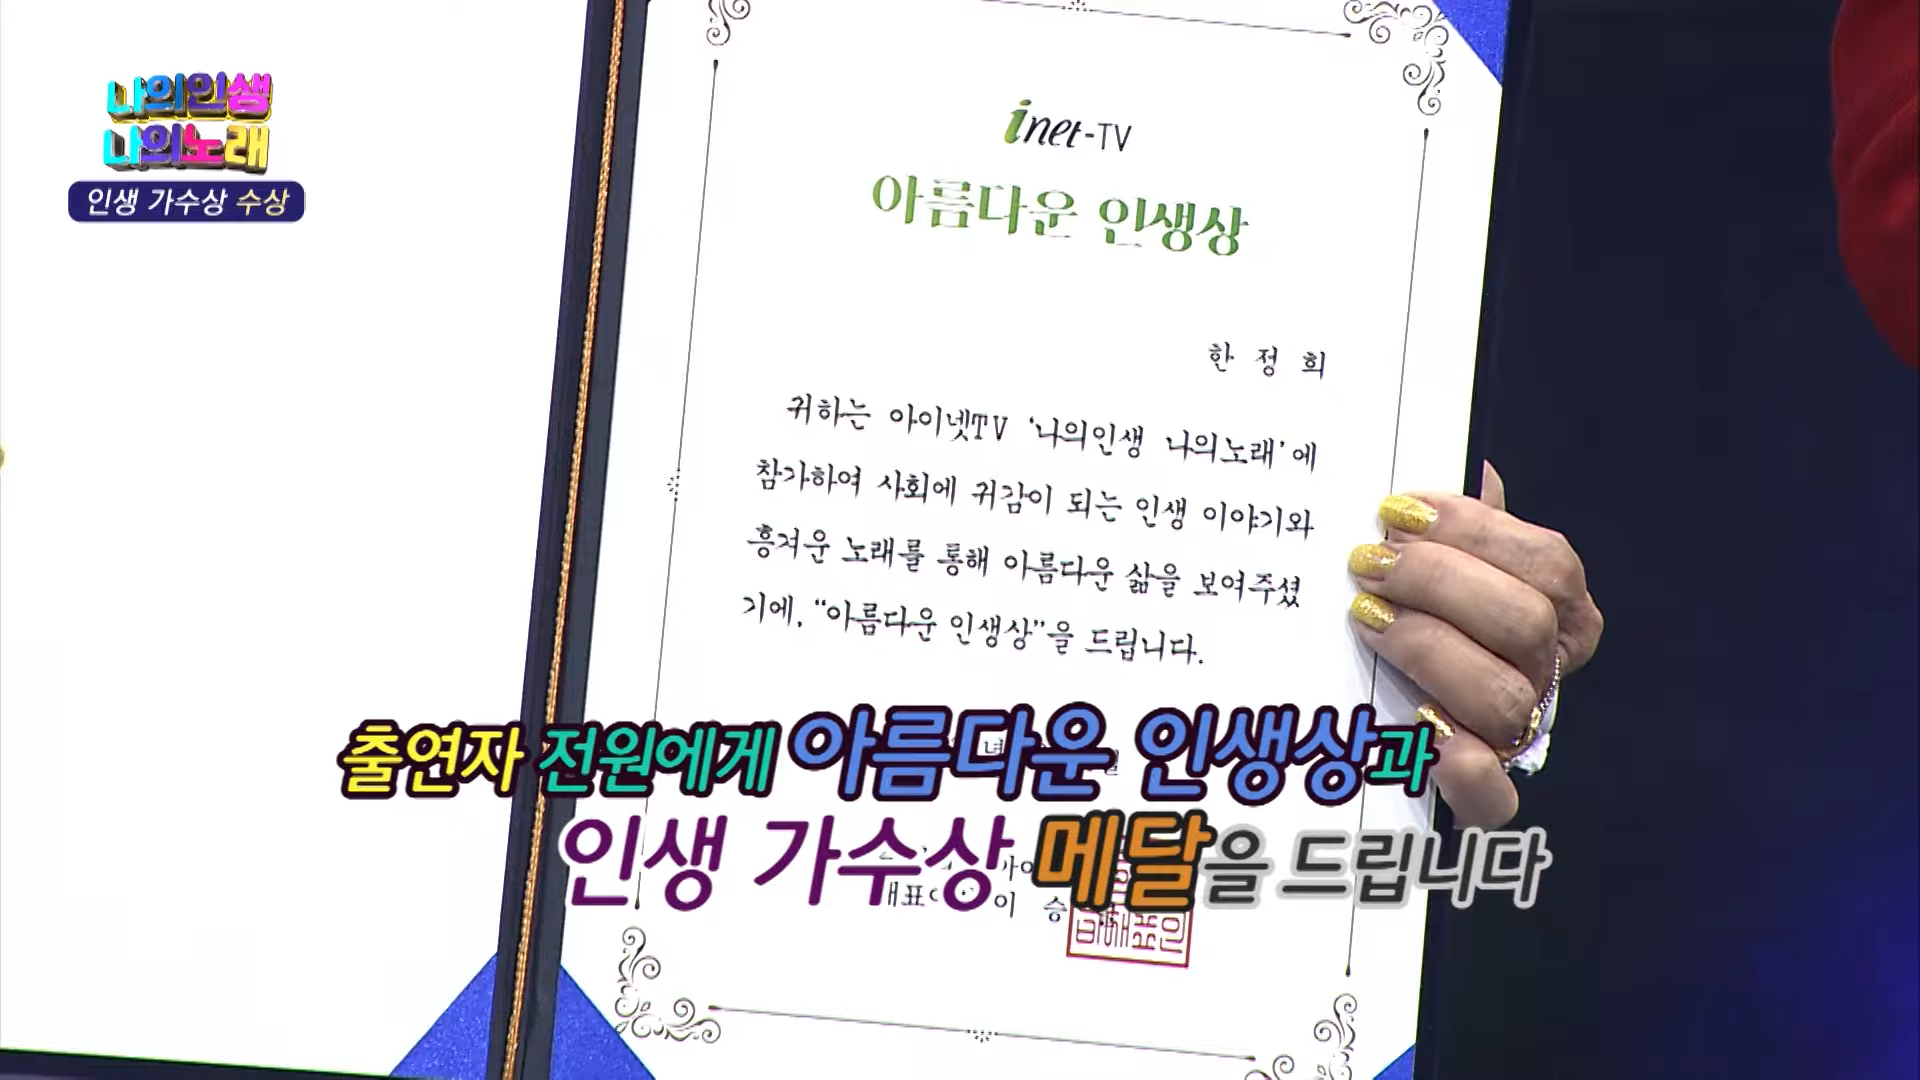 나의인생
나의노래
인생 가수상 수상
inet-TV
아름다운 인생상
한 정 희
귀하는 아이넷TV ‘나의인생 나의노래’에
참가하여 사회에 귀감이 되는 인생 이야기와
흥겨운 노래를 통해 아름다운 삶을 보여주셨
기에, “아름다운 인생상”을 드립니다.
출연자 전원에게 아름다운 인생상과
인생 가수상 메달을 드립니다
이 승